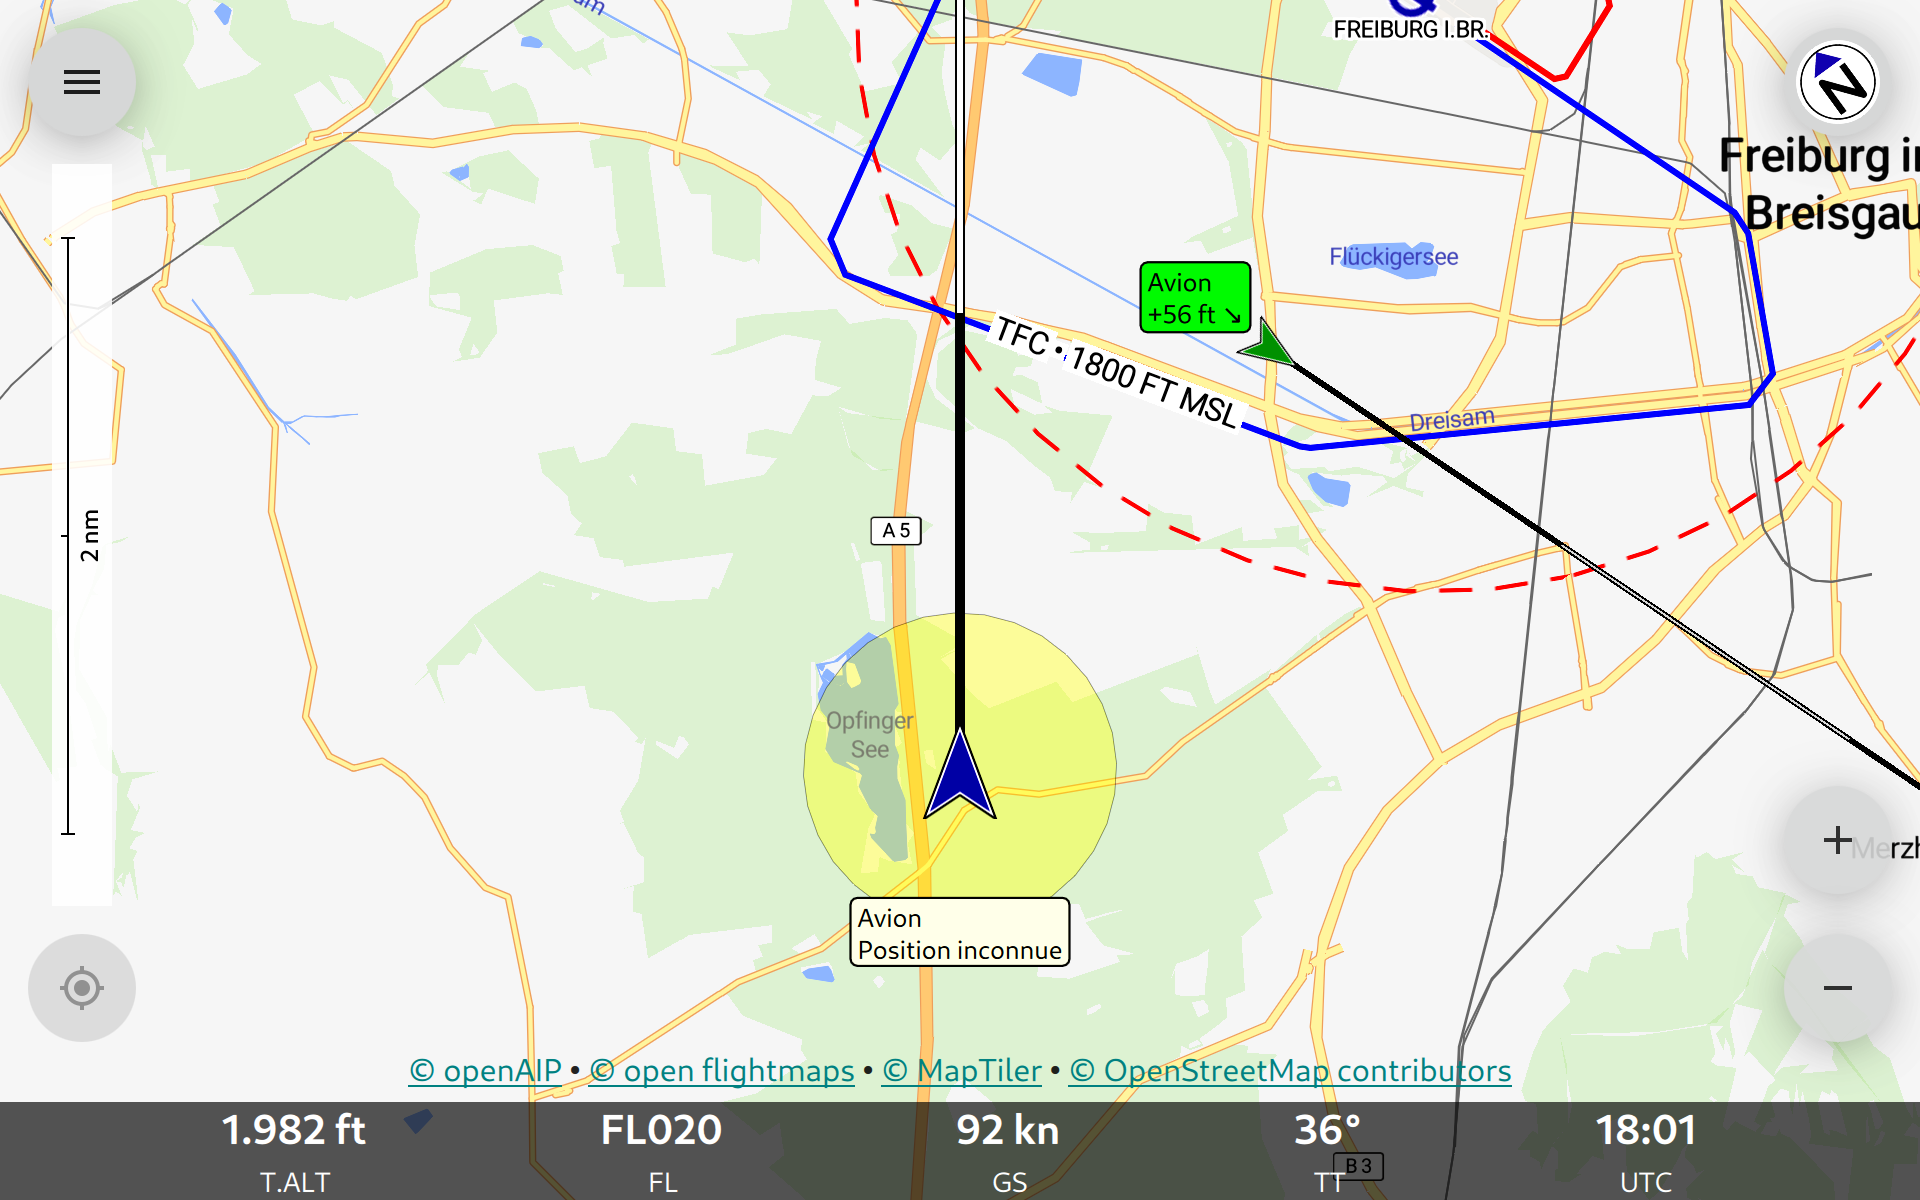 FREIBURG I.BR.
N
Freiburg i
Breisgau
Flückigersee
Avion
+56 ft ↘
TFC • 1800 FT MSL
Dreisam
2 nm
A 5
Opfinger
See
Merzh
Avion
Position inconnue
© openAIP • © open flightmaps • © MapTiler • © OpenStreetMap contributors
1.982 ft
FL020
92 kn
36°
18:01
B 3
T.ALT
FL
GS
TT
UTC